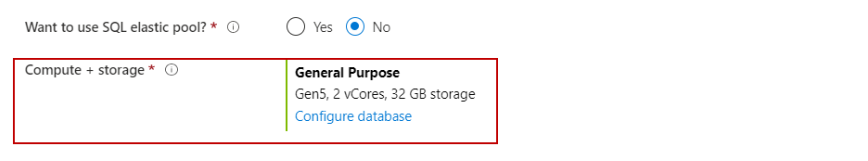 Want to use SQL elastic pool? * Yes No
Compute + storage * General Purpose
Gen5, 2 vCores, 32 GB storage
Configure database